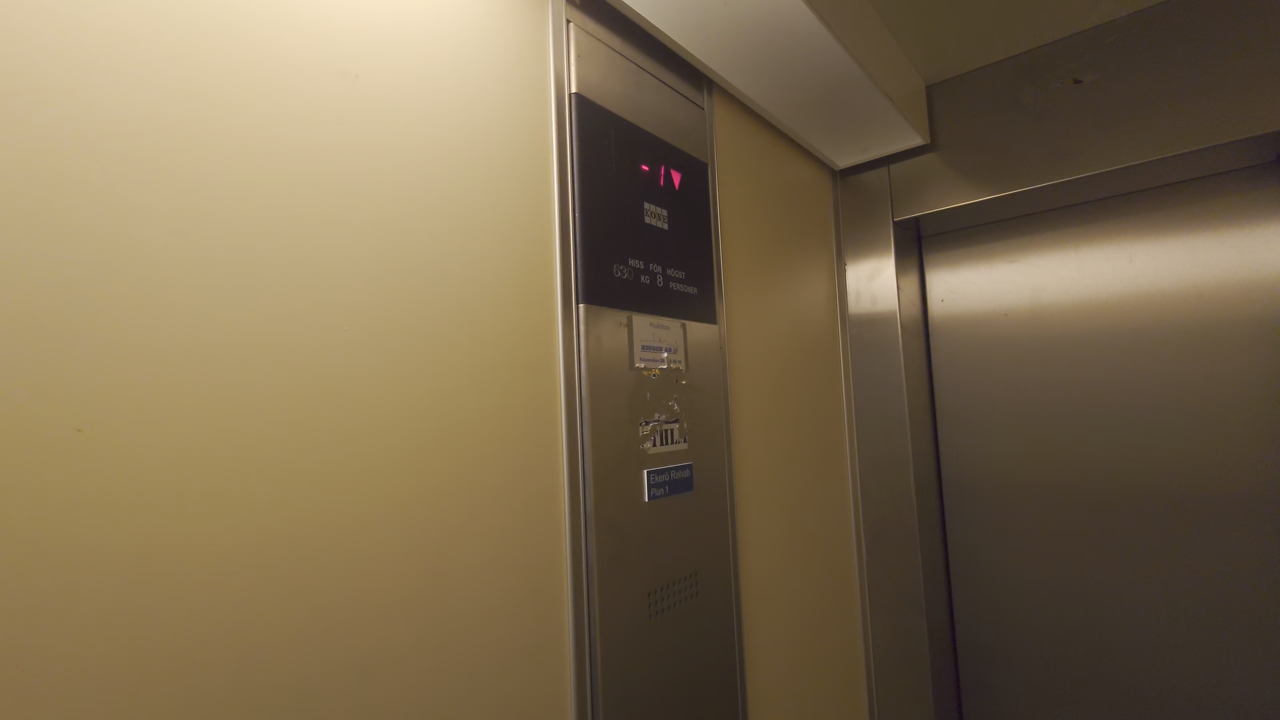 -1
KONE
HISS FÖR HÖGST
630 KG 8 PERSONER
Ekerö Rehab
Plan 1